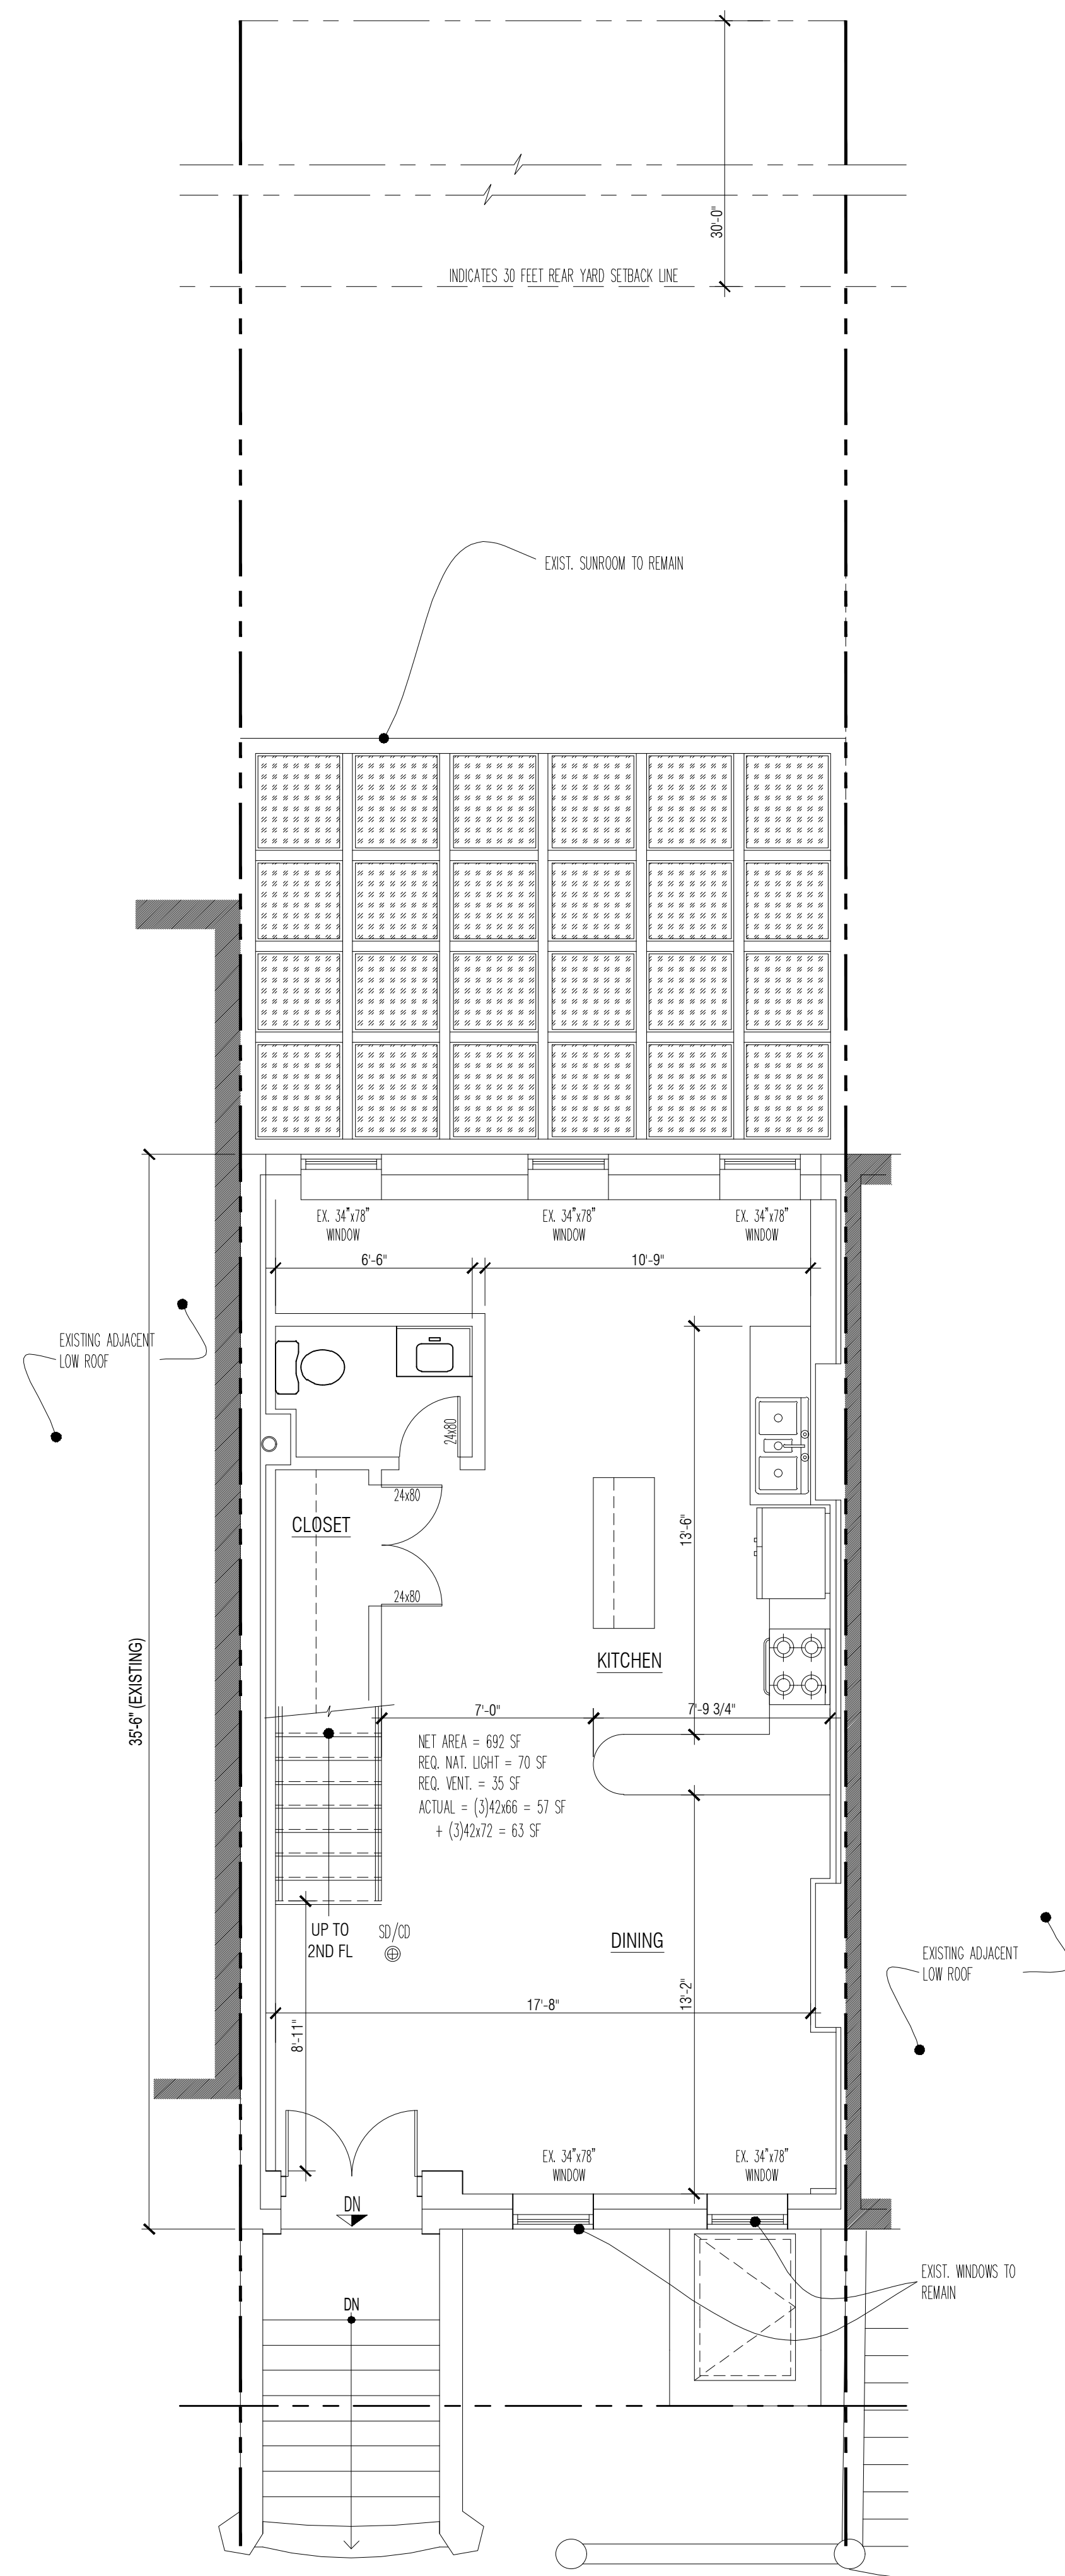 30'-0"
INDICATES 30 FEET REAR YARD SETBACK LINE
EXIST. SUNROOM TO REMAIN
EX. 34"x78"
WINDOW
EX. 34"x78"
WINDOW
EX. 34"x78"
WINDOW
6'-6"
10'-9"
EXISTING ADJACENT
LOW ROOF
24x80
24x80
CLOSET
13'-6"
24x80
35'-6" (EXISTING)
KITCHEN
7'-0"
7'-9 3/4"
NET AREA = 692 SF
REQ. NAT. LIGHT = 70 SF
REQ. VENT. = 35 SF
ACTUAL = (3)42x66 = 57 SF
+ (3)42x72 = 63 SF
UP TO
2ND FL
SD/CD
DINING
EXISTING ADJACENT
LOW ROOF
13'-2"
17'-8"
8'-11"
EX. 34"x78"
WINDOW
EX. 34"x78"
WINDOW
DN
EXIST. WINDOWS TO
REMAIN
DN